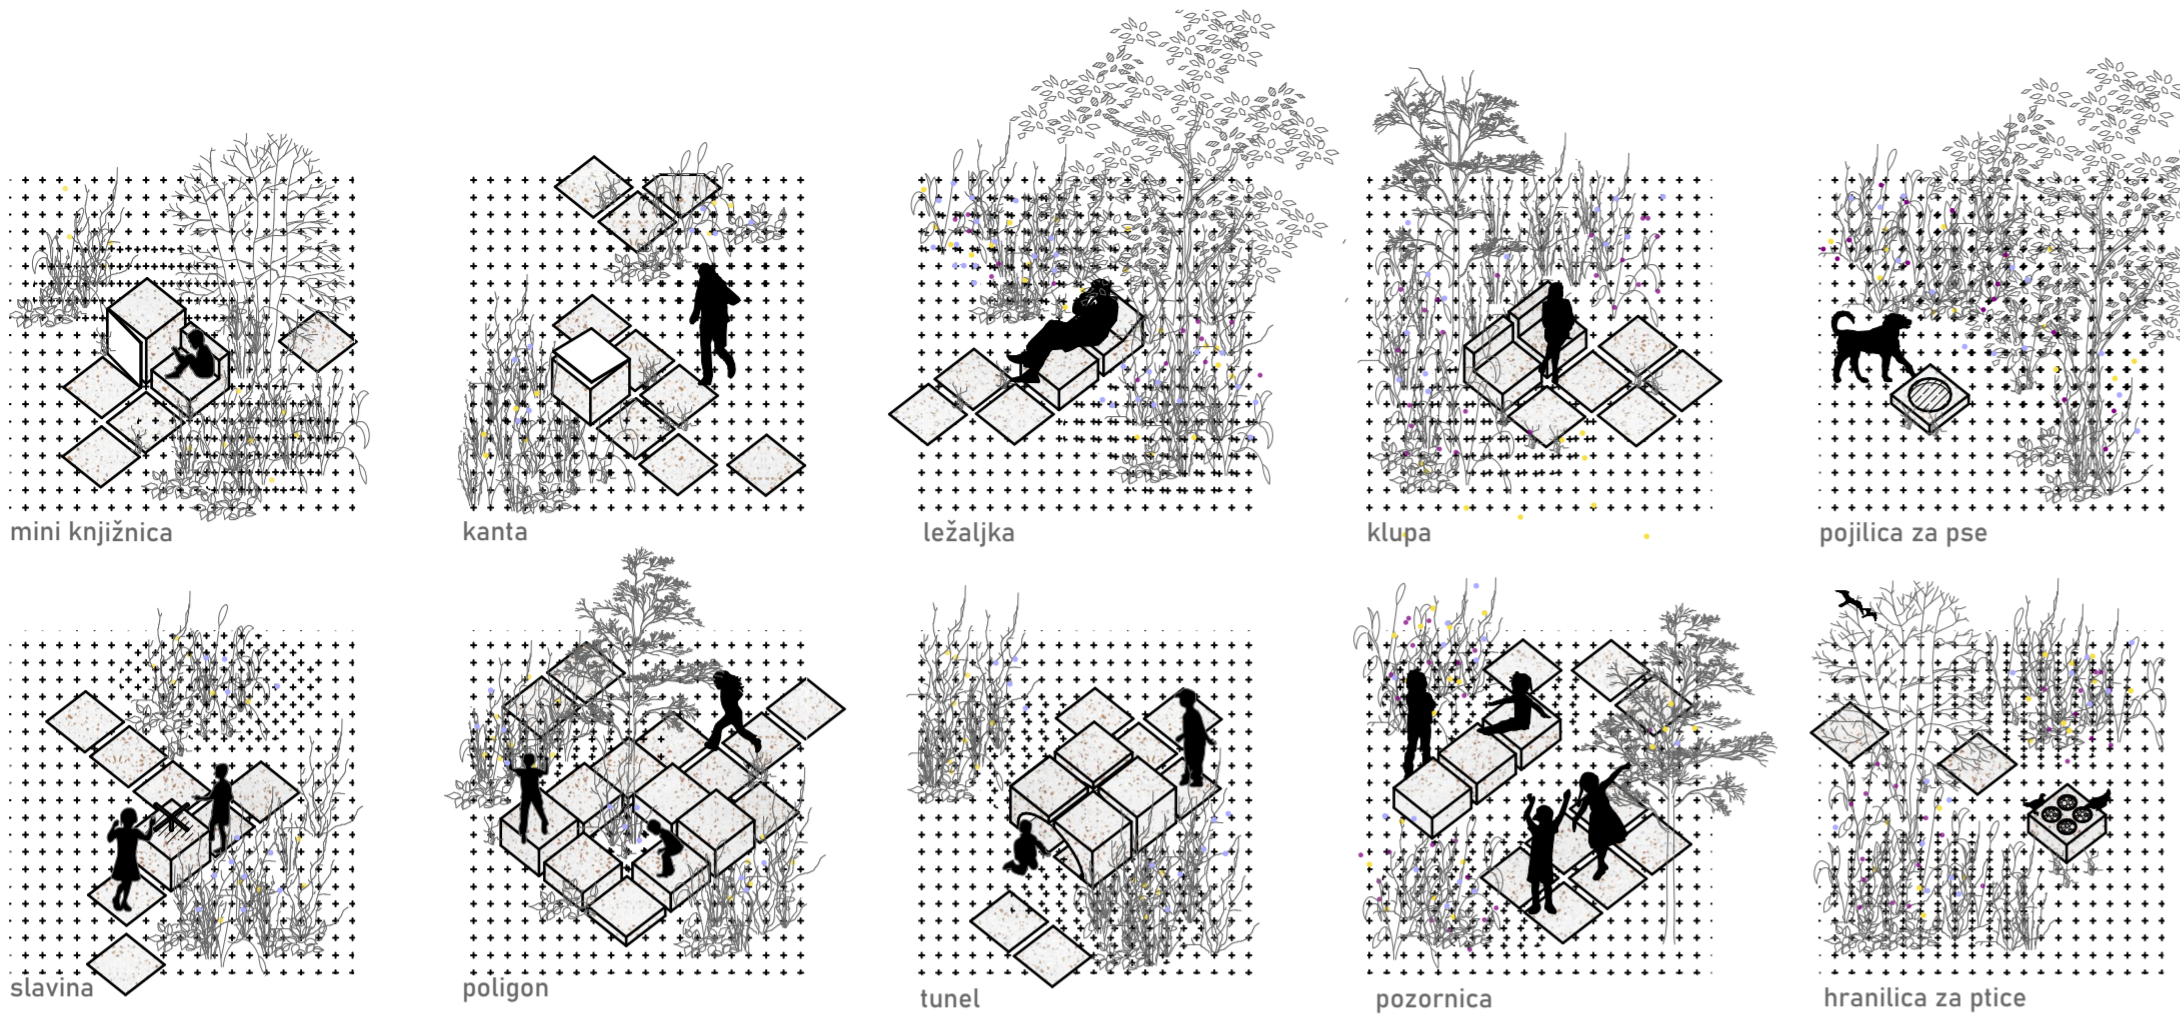 mini knjižnica
kanta
ležaljka
klupa
pojilica za pse
slavina
poligon
tunel
pozornica
hranilica za ptice